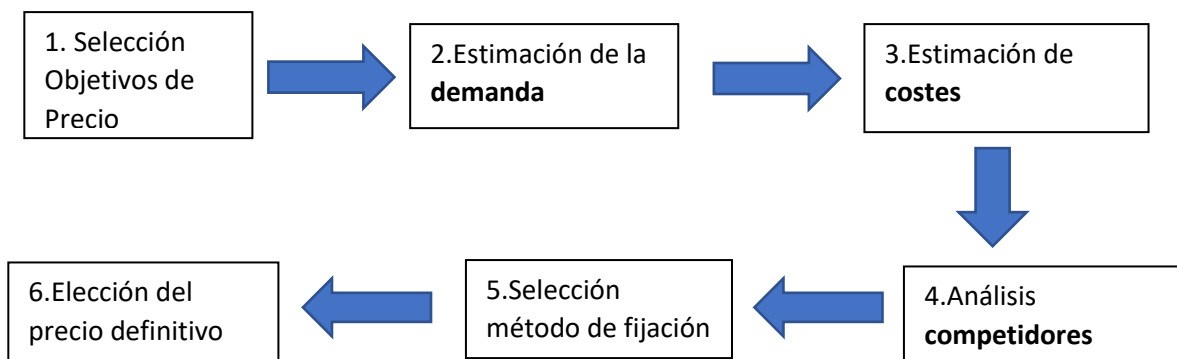 1. Selección
Objetivos de
Precio
2.Estimación de la
demanda
3.Estimación de
costes
4.Análisis
competidores
5.Selección
método de fijación
6.Elección del
precio definitivo